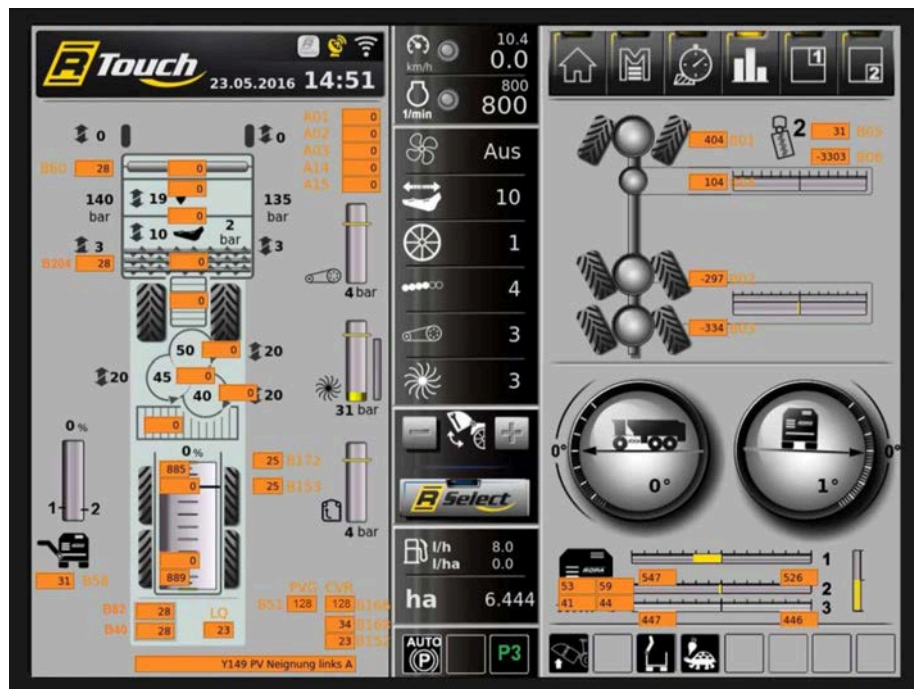 R Touch
23.05.2016 14:51
A01 0
A02 0
A03 0
A14 0
A15 0
0
0
B60 28
0
0
19
140
bar
135
bar
0
10
2
bar
3
3
B204 28
0
0
4 bar
50
0
20
20
45
0
40
0
20
0
31 bar
0 %
0 %
885
0
25 B172
25 B153
1
2
0
889
4 bar
31 B58
PVG CVR
B51 128 128
B82 28
LQ
34
B40 28
23
23
Y149 PV Neignung links A
km/h
10.4
0.0
1/min
800
800
Aus
10
1
4
3
3
R Select
l/h 8.0
l/ha 0.0
ha 6.444
AUTO
P
P3
M
1
2
404 B01
2
31 B05
-3303 B06
104
-297 B02
-334
0°
0°
0°
1°
ROPA
1
53 59
547
526
2
41 44
3
447
446